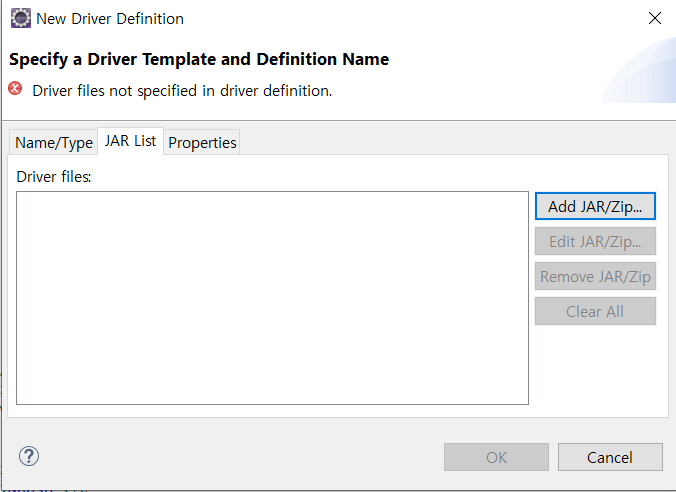 New Driver Definition
Specify a Driver Template and Definition Name
Driver files not specified in driver definition.
Name/Type JAR List Properties
Driver files:
Add JAR/Zip...
Edit JAR/Zip...
Remove JAR/Zip
Clear All
?
OK Cancel